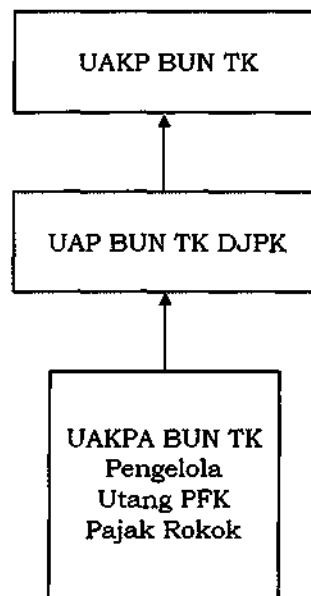 UAKP BUN TK
UAP BUN TK DJPK
UAKPA BUN TK
Pengelola
Utang PFK
Pajak Rokok